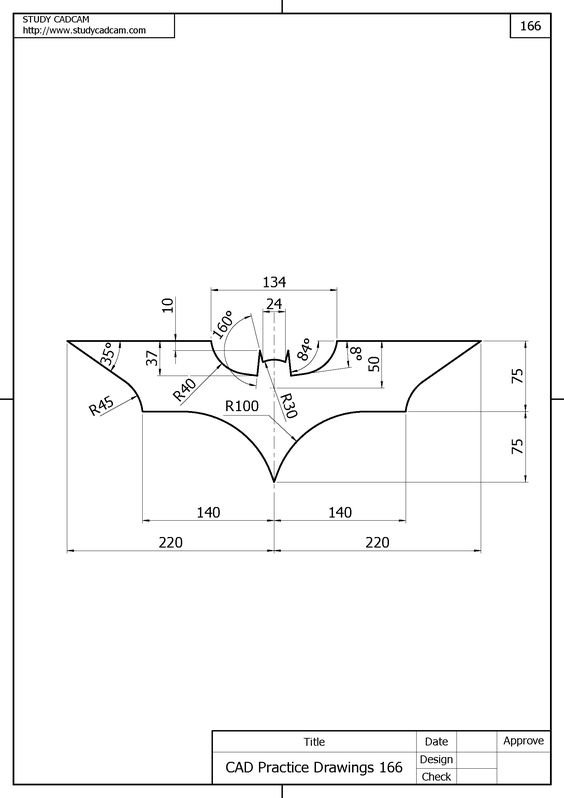 STUDY CADCAM
http://www.studycadcam.com
166
134
10
24
160°
35°
37
84°
8°
50
75
R40
R45
R100
R30
75
140
140
220
220
Title
Date
Approve
CAD Practice Drawings 166
Design
Check